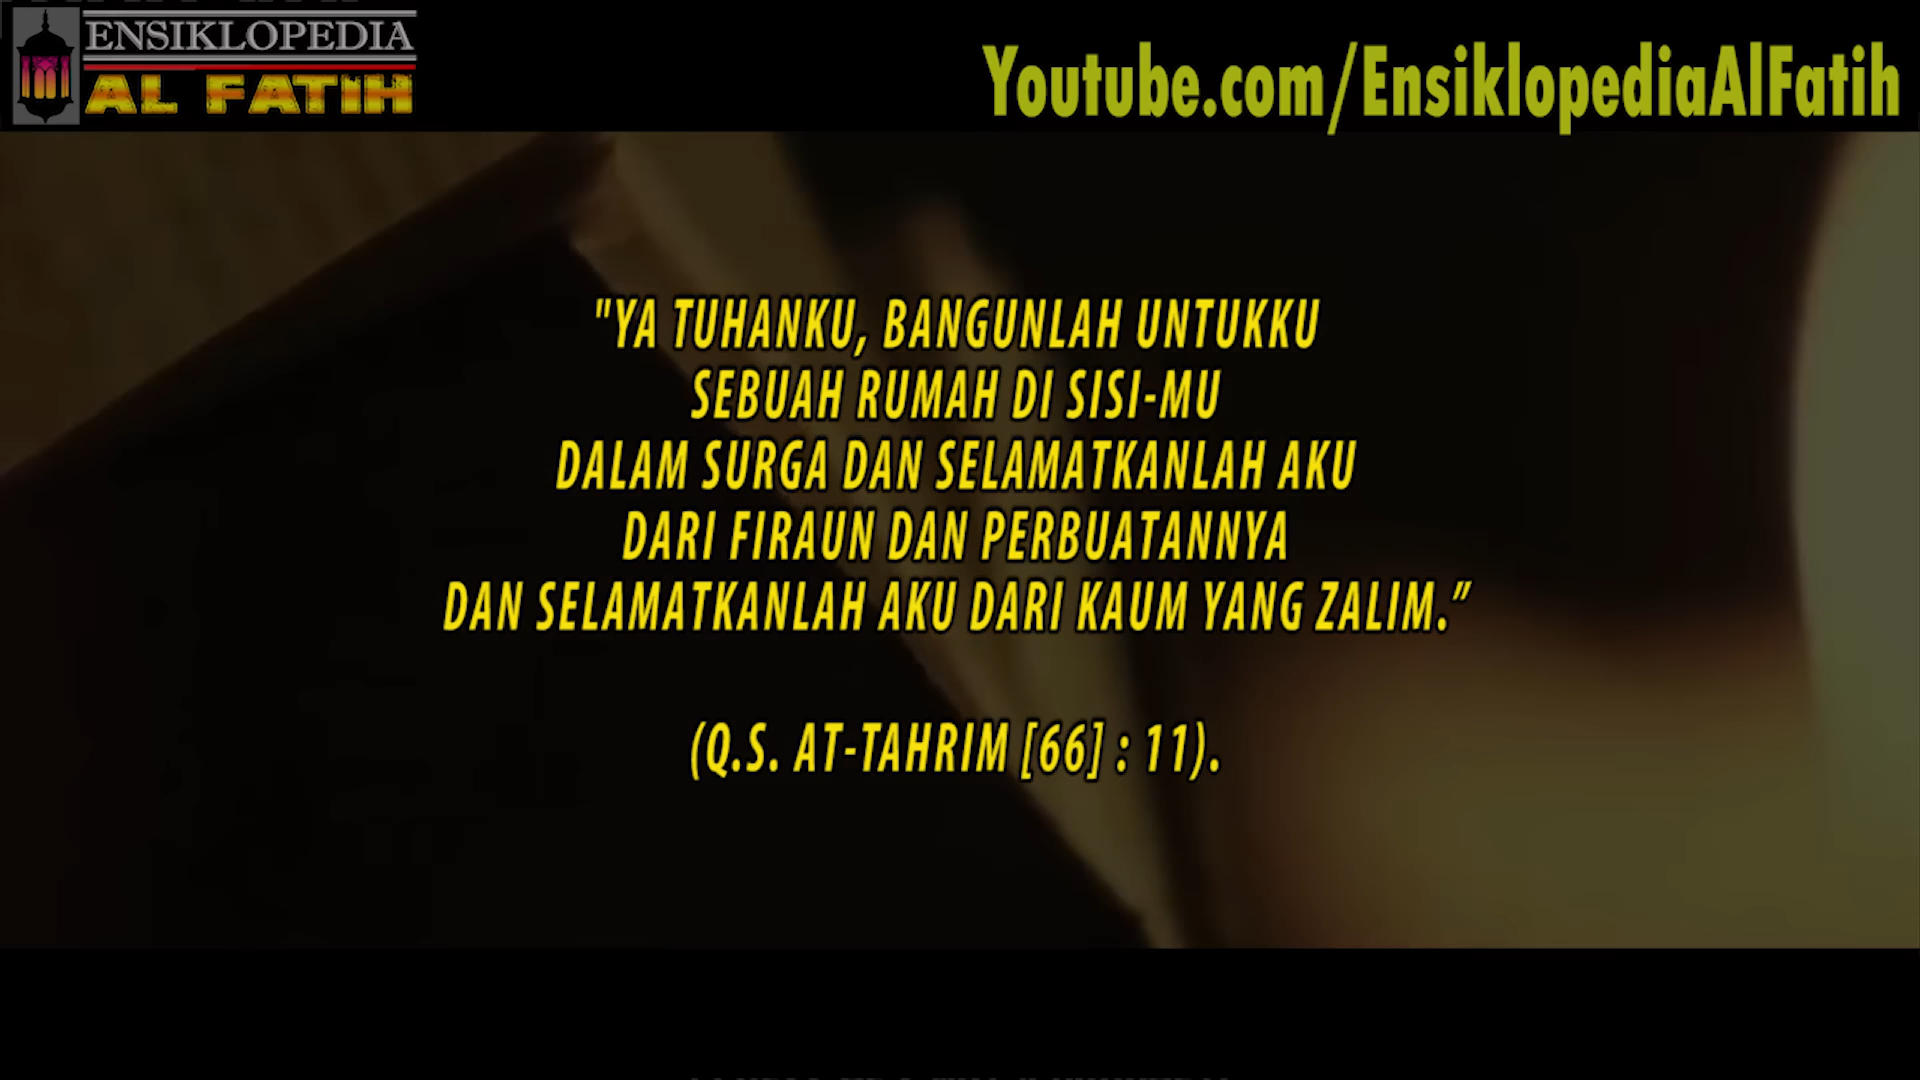 ENSIKLOPEDIA
AL FATIH
Youtube.com/EnsiklopediaAlFatih
"YA TUHANKU, BANGUNLAH UNTUKKU
SEBUAH RUMAH DI SISI-MU
DALAM SURGA DAN SELAMATKANLAH AKU
DARI FIRAUN DAN PERBUATANNYA
DAN SELAMATKANLAH AKU DARI KAUM YANG ZALIM.”
(Q.S. AT-TAHRIM [66] : 11).